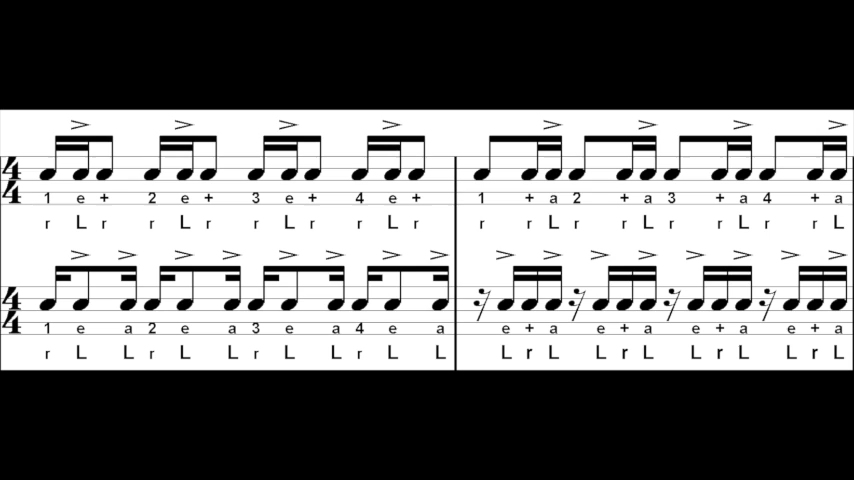 4 4
1 e + 2 e + 3 e + 4 e + 1 + a 2 + a 3 + a 4 + a
r L r r L r r L r r L r r r L r r L r r L r r L
4 4
1 e a 2 e a 3 e a 4 e a e + a e + a e + a e + a
r L L r L L r L L r L L L r L L r L L r L L r L